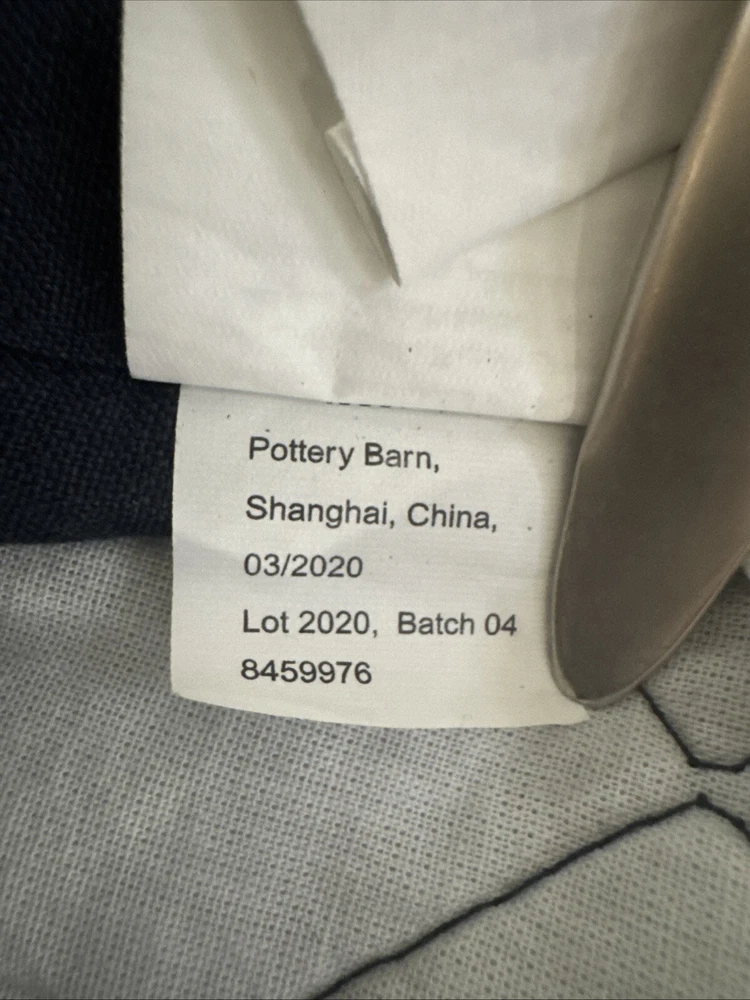 Pottery Barn,
Shanghai, China,
03/2020
Lot 2020, Batch 04
8459976